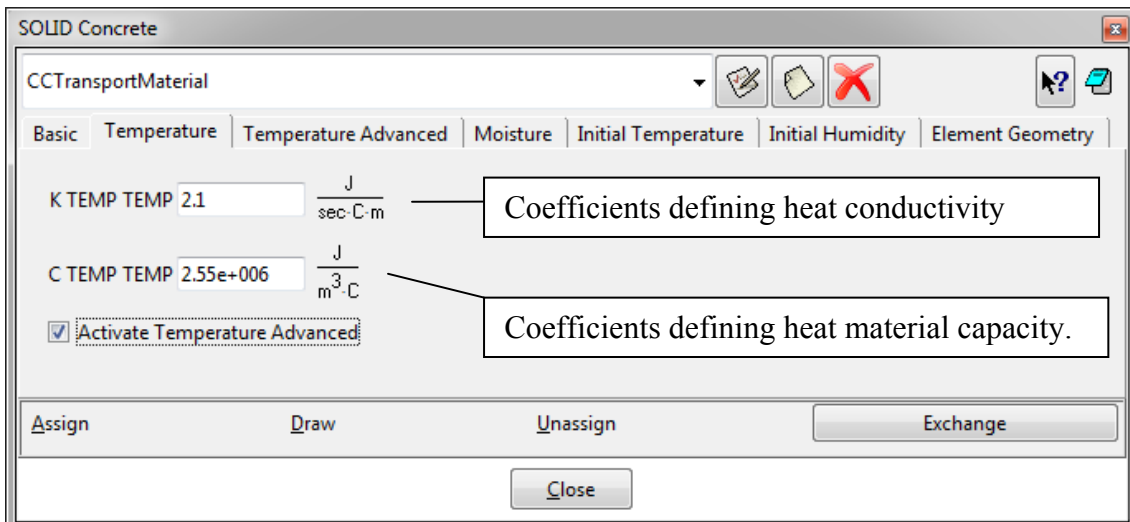 SOLID Concrete
CCTransportMaterial
Basic Temperature Temperature Advanced Moisture Initial Temperature Initial Humidity Element Geometry
K TEMP TEMP 2.1 J/sec·C·m Coefficients defining heat conductivity
C TEMP TEMP 2.55e+006 J/m³·C
Coefficients defining heat material capacity.
Activate Temperature Advanced
Assign Draw Unassign Exchange
Close